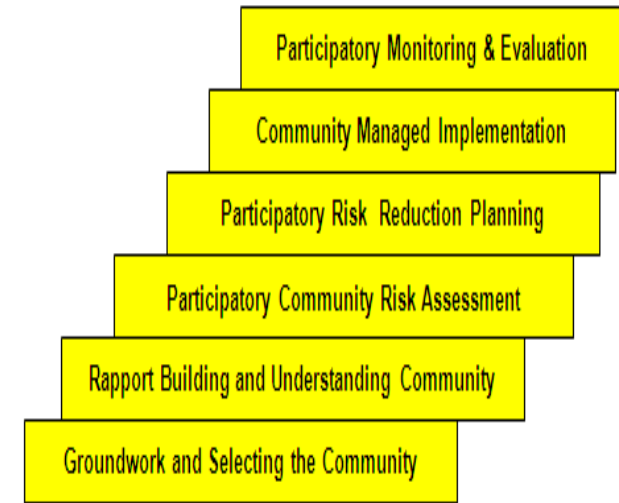 Participatory Monitoring & Evaluation
Community Managed Implementation
Participatory Risk Reduction Planning
Participatory Community Risk Assessment
Rapport Building and Understanding Community
Groundwork and Selecting the Community